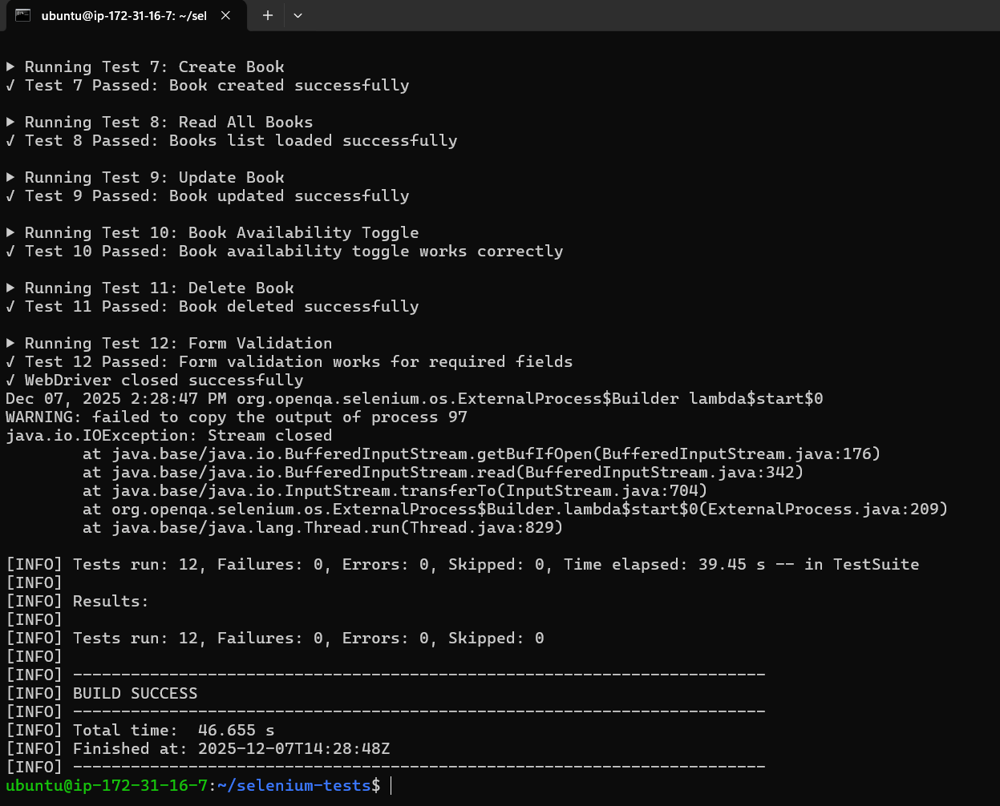 ubuntu@ip-172-31-16-7: ~/sel
▶ Running Test 7: Create Book
✓ Test 7 Passed: Book created successfully
▶ Running Test 8: Read All Books
✓ Test 8 Passed: Books list loaded successfully
▶ Running Test 9: Update Book
✓ Test 9 Passed: Book updated successfully
▶ Running Test 10: Book Availability Toggle
✓ Test 10 Passed: Book availability toggle works correctly
▶ Running Test 11: Delete Book
✓ Test 11 Passed: Book deleted successfully
▶ Running Test 12: Form Validation
✓ Test 12 Passed: Form validation works for required fields
✓ WebDriver closed successfully
Dec 07, 2025 2:28:47 PM org.openqa.selenium.os.ExternalProcess$Builder lambda$start$0
WARNING: failed to copy the output of process 97
java.io.IOException: Stream closed
        at java.base/java.io.BufferedInputStream.getBufIfOpen(BufferedInputStream.java:176)
        at java.base/java.io.BufferedInputStream.read(BufferedInputStream.java:342)
        at java.base/java.io.InputStream.transferTo(InputStream.java:704)
        at org.openqa.selenium.os.ExternalProcess$Builder.lambda$start$0(ExternalProcess.java:209)
        at java.base/java.lang.Thread.run(Thread.java:829)
[INFO] Tests run: 12, Failures: 0, Errors: 0, Skipped: 0, Time elapsed: 39.45 s -- in TestSuite
[INFO]
[INFO] Results:
[INFO]
[INFO] Tests run: 12, Failures: 0, Errors: 0, Skipped: 0
[INFO]
[INFO] ------------------------------------------------------------------------
[INFO] BUILD SUCCESS
[INFO] ------------------------------------------------------------------------
[INFO] Total time:  46.655 s
[INFO] Finished at: 2025-12-07T14:28:48Z
[INFO] ------------------------------------------------------------------------
ubuntu@ip-172-31-16-7:~/selenium-tests$